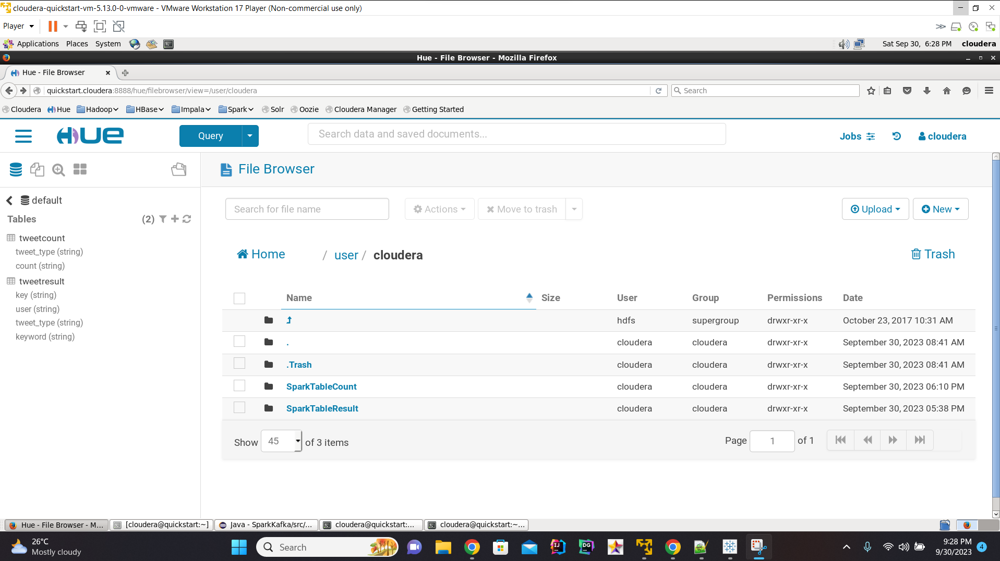 cloudera-quickstart-vm-5.13.0-0-vmware - VMware Workstation 17 Player (Non-commercial use only)
Player
Applications Places System Sat Sep 30, 6:28 PM cloudera
Hue - File Browser - Mozilla Firefox
Hue - File Browser
quickstart.cloudera:8888/hue/filebrowser/view=/user/cloudera Search
Cloudera Hue Hadoop HBase Impala Spark Solr Oozie Cloudera Manager Getting Started
HUE Query Search data and saved documents... Jobs cloudera
File Browser
default
Tables (2)
tweetcount
tweet_type (string)
count (string)
tweetresult
key (string)
user (string)
tweet_type (string)
keyword (string)
Search for file name Actions Move to trash Upload New
Home / user / cloudera Trash
Name Size User Group Permissions Date
hdfs supergroup drwxr-xr-x October 23, 2017 10:31 AM
. cloudera cloudera drwxr-xr-x September 30, 2023 08:41 AM
.Trash cloudera cloudera drwxr-xr-x September 30, 2023 08:41 AM
SparkTableCount cloudera cloudera drwxr-xr-x September 30, 2023 06:10 PM
SparkTableResult cloudera cloudera drwxr-xr-x September 30, 2023 05:38 PM
Show 45 of 3 items Page 1 of 1
Hue - File Browser - M... [cloudera@quickstart:~] Java - SparkKafka/src/... cloudera@quickstart:... cloudera@quickstart:~...
26°C
Mostly cloudy
Search
IJ
DG
9:28 PM
9/30/2023
4